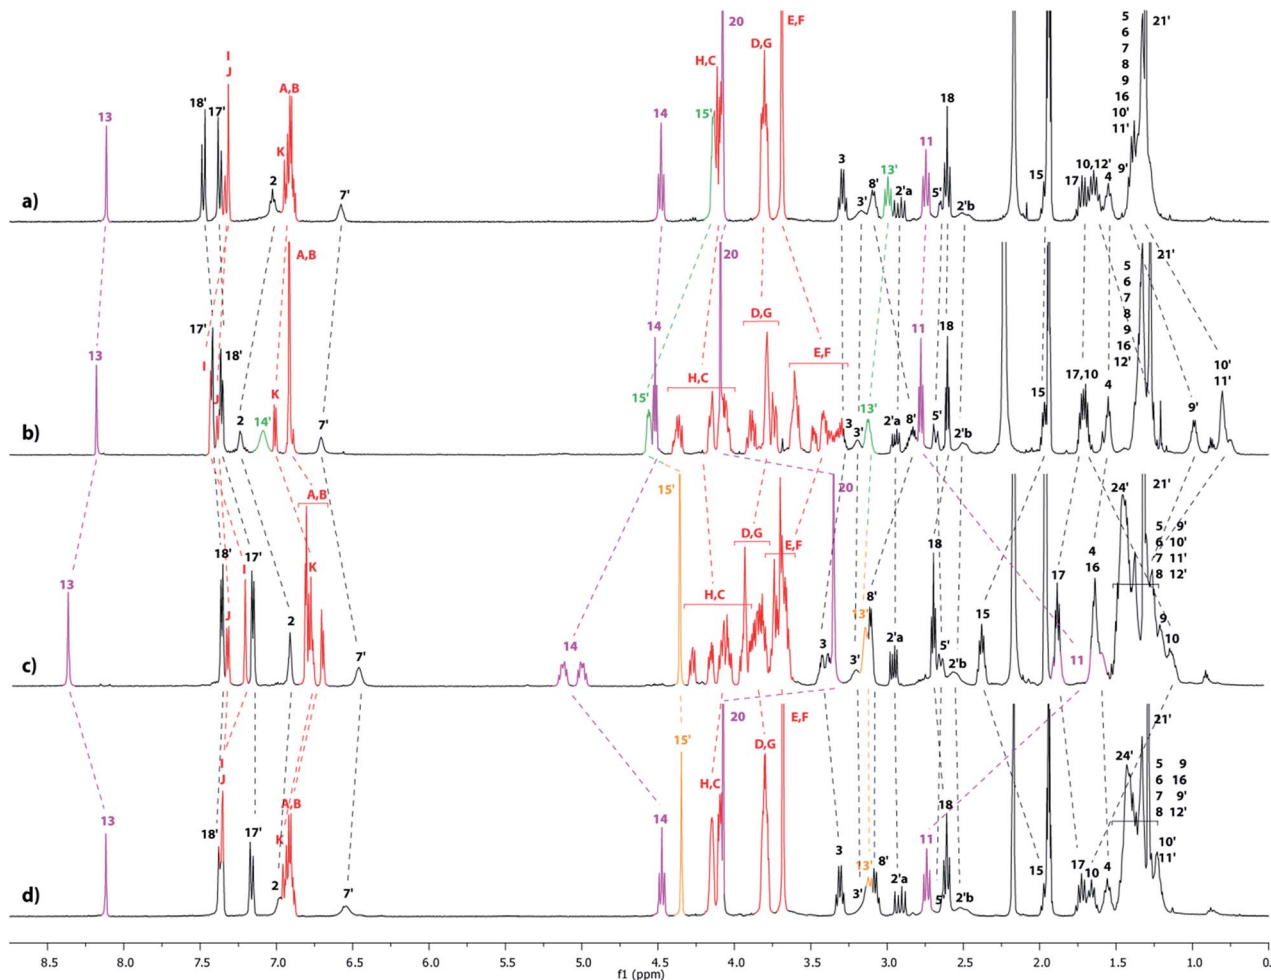 20
E,F
5
21'
6
7
8
9
16
10'
11'
I
J
D,G
H,C
13
18'
17'
A,B
K
14
15'
18
11
3
8'
13'
2
7'
3'
2'a
5'
2'b
15
17
10,12'
4
9'
a)
A,B
20
5
21'
6
7
8
9
16
12'
D,G
17'
18'
14
11
18
E,F
13
I
J
K
H,C
15'
13'
17,10
4
10'
11'
15
9'
2
14'
7'
3
3'
2'a
8'
5'
2'b
b)
15'
20
24'
21'
A,B
5 9'
6 10'
7 11'
8 12'
D,G
E,F
18'
17'
18
4
16
13
I
J
K
H,C
8'
13'
17
2
15
9
7'
14
3
3'
2'a
5'
2'b
11
10
c)
20
E,F
21'
15'
D,G
24'
5 9
6 16
7 9'
8 12'
I
J
H,C
A,B
18
13
18'
17'
K
14
11
10'
11'
3
13'
8'
2
7'
3'
2'a
5'
2'b
15
17
10
4
d)
8.5 8.0 7.5 7.0 6.5 6.0 5.5 5.0 4.5 4.0 3.5 3.0 2.5 2.0 1.5 1.0 0.
f1 (ppm)